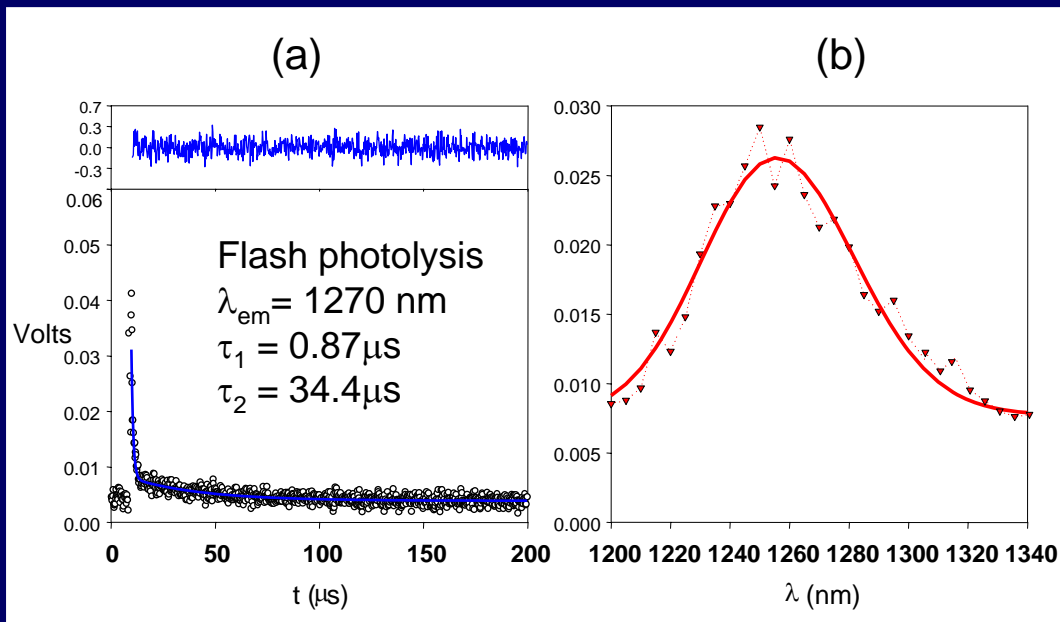 (a)
(b)
0.7
0.3
0.0
-0.3
0.06
0.05
0.04
0.03
0.02
0.01
0.00
Volts
Flash photolysis
λem= 1270 nm
τ1 = 0.87μs
τ2 = 34.4μs
0 50 100 150 200
t (μs)
0.030
0.025
0.020
0.015
0.010
0.005
0.000
1200 1220 1240 1260 1280 1300 1320 1340
λ (nm)